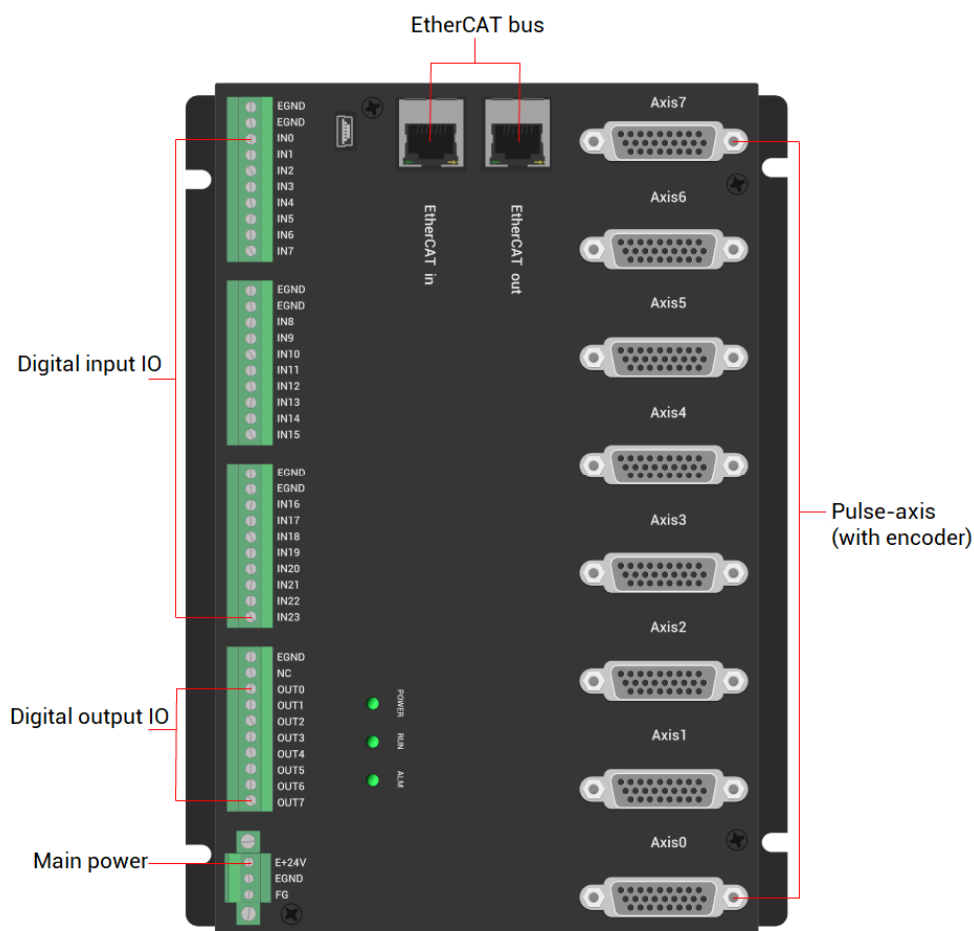 EtherCAT bus
EGND
EGND
IN0
IN1
IN2
IN3
IN4
IN5
IN6
IN7
EGND
EGND
IN8
IN9
IN10
IN11
IN12
IN13
IN14
IN15
EGND
EGND
IN16
IN17
IN18
IN19
IN20
IN21
IN22
IN23
Digital input IO
EGND
NC
OUT0
OUT1
OUT2
OUT3
OUT4
OUT5
OUT6
OUT7
Digital output IO
E+24V
EGND
FG
Main power
EtherCAT in
EtherCAT out
POWER
RUN
ALM
Axis7
Axis6
Axis5
Axis4
Axis3
Axis2
Axis1
Axis0
Pulse-axis
(with encoder)